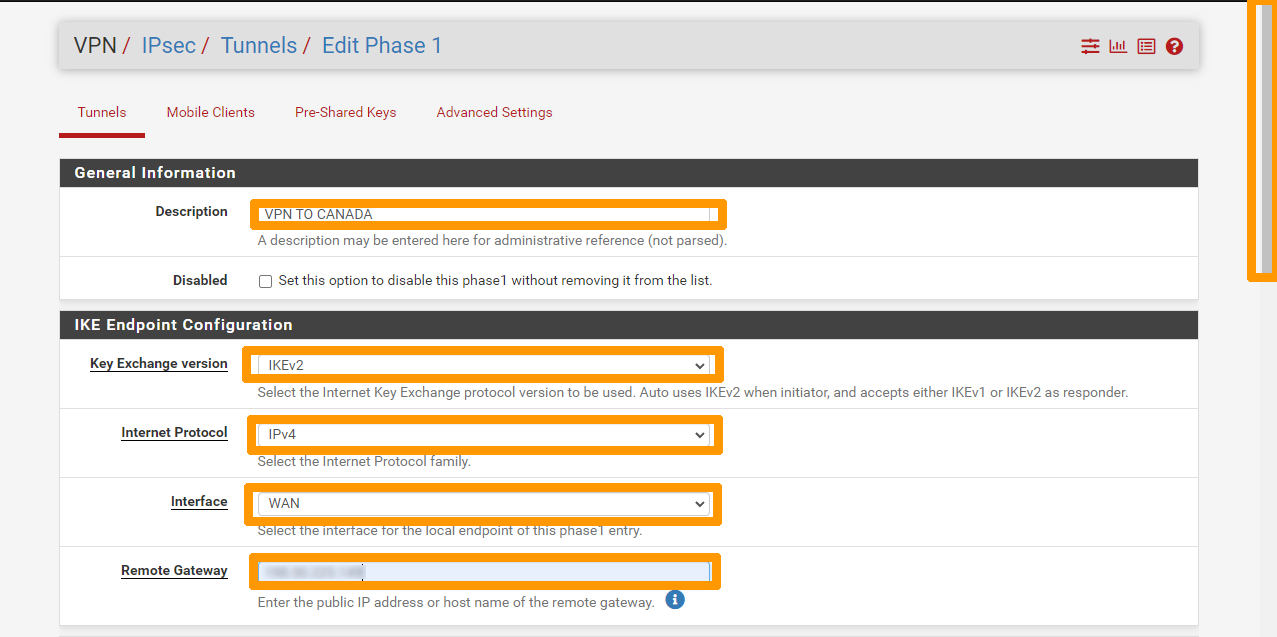 VPN / IPsec / Tunnels / Edit Phase 1
Tunnels Mobile Clients Pre-Shared Keys Advanced Settings
General Information
Description VPN TO CANADA
A description may be entered here for administrative reference (not parsed).
Disabled Set this option to disable this phase1 without removing it from the list.
IKE Endpoint Configuration
Key Exchange version IKEv2
Select the Internet Key Exchange protocol version to be used. Auto uses IKEv2 when initiator, and accepts either IKEv1 or IKEv2 as responder.
Internet Protocol IPv4
Select the Internet Protocol family.
Interface WAN
Select the interface for the local endpoint of this phase1 entry.
Remote Gateway
Enter the public IP address or host name of the remote gateway.